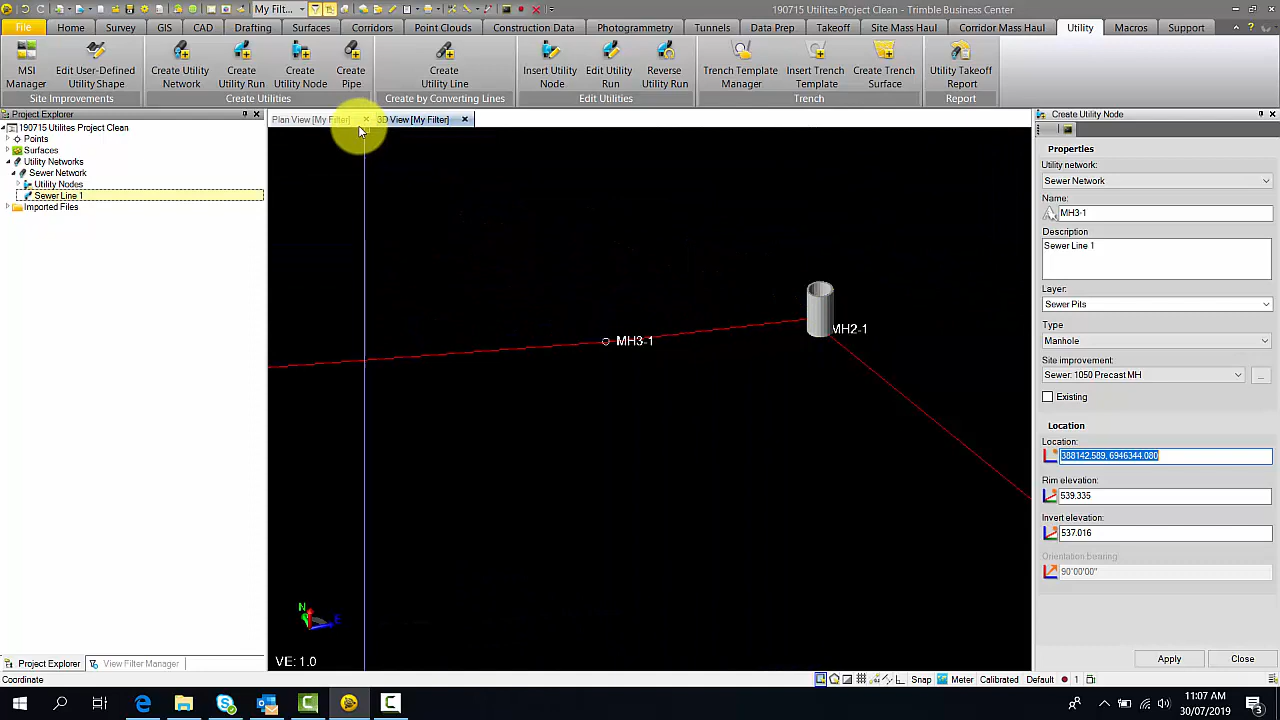 My Filt...
190715 Utilites Project Clean - Trimble Business Center
File
Home
Survey
GIS
CAD
Drafting
Surfaces
Corridors
Point Clouds
Construction Data
Photogrammetry
Tunnels
Data Prep
Takeoff
Site Mass Haul
Corridor Mass Haul
Utility
Macros
Support
MSI Manager
Edit User-Defined Utility Shape
Create Utility Network
Create Utility Run
Create Utility Node
Create Pipe
Create Utility Line
Insert Utility Node
Edit Utility Run
Reverse Utility Run
Trench Template Manager
Insert Trench Template
Create Trench Surface
Utility Takeoff Report
Site Improvements
Create Utilities
Create by Converting Lines
Edit Utilities
Trench
Report
Project Explorer
190715 Utilites Project Clean
Points
Surfaces
Utility Networks
Sewer Network
Utility Nodes
Sewer Line 1
Imported Files
Project Explorer
View Filter Manager
Plan View [My Filter]
3D View [My Filter]
MH3-1
MH2-1
N
E
VE: 1.0
Create Utility Node
Properties
Utility network:
Sewer Network
Name:
MH3-1
Description
Sewer Line 1
Layer:
Sewer Pits
Type
Manhole
Site improvement:
Sewer: 1050 Precast MH
...
Existing
Location
Location:
388142.589, 6946344.080
Rim elevation:
539.335
Invert elevation:
537.016
Orientation bearing:
90°00'00"
Apply
Close
Coordinate
Snap
Meter
Calibrated
Default
1
11:07 AM
30/07/2019